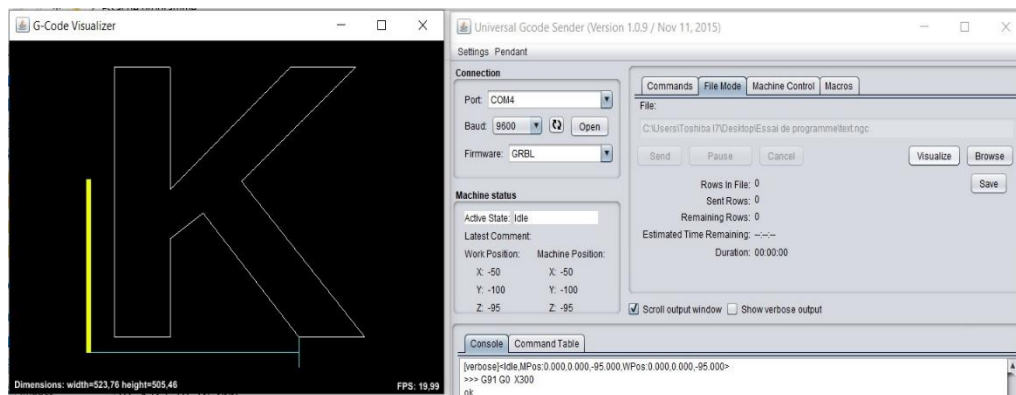 G-Code Visualizer
Dimensions: width=523,76 height=505,46
FPS: 19,99
Universal Gcode Sender (Version 1.0.9 / Nov 11, 2015)
Settings Pendant
Connection
Port: COM4
Baud: 9600 Open
Firmware: GRBL
Machine status
Active State: Idle
Latest Comment:
Work Position: Machine Position:
X: -50 X: -50
Y: -100 Y: -100
Z: -95 Z: -95
Commands File Mode Machine Control Macros
File:
C:\Users\Toshiba I7\Desktop\Essai de programme\text.ngc
Send Pause Cancel Visualize Browse
Save
Rows In File: 0
Sent Rows: 0
Remaining Rows: 0
Estimated Time Remaining: --:--:--
Duration: 00:00:00
Scroll output window Show verbose output
Console Command Table
[verbose]<Idle,MPos:0.000,0.000,-95.000,WPos:0.000,0.000,-95.000>
>>> G91 G0 X300
ok